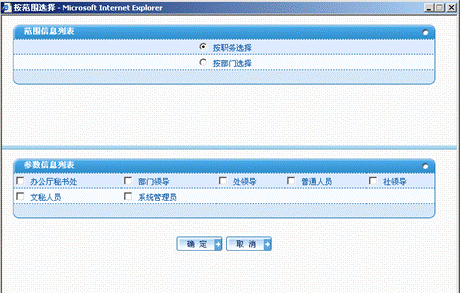 按范围选择 - Microsoft Internet Explorer
范围信息列表
按职务选择
按部门选择
参数信息列表
办公厅秘书处 部门领导 处领导 普通人员 社领导
文秘人员 系统管理员
确 定 取 消